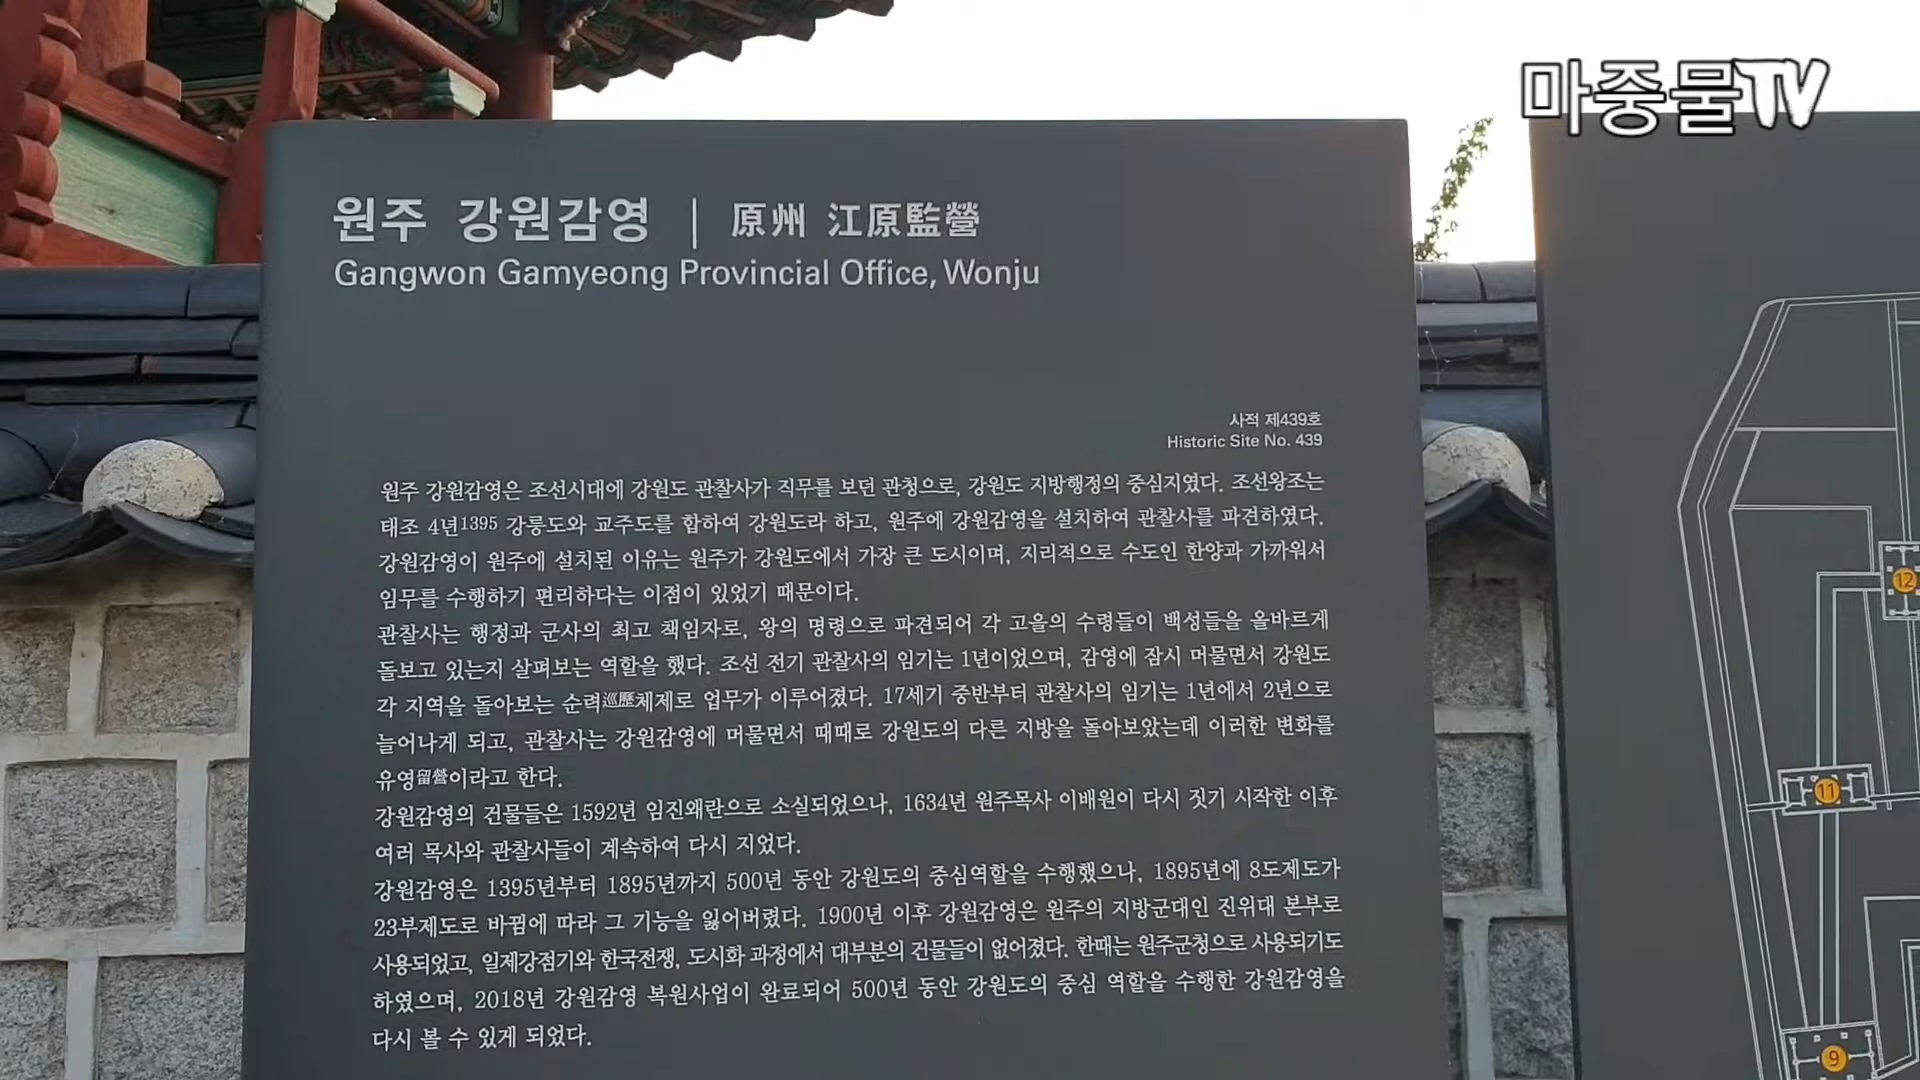 마중물TV
원주 강원감영 | 原州 江原監營
Gangwon Gamyeong Provincial Office, Wonju
사적 제439호
Historic Site No. 439
원주 강원감영은 조선시대에 강원도 관찰사가 직무를 보던 관청으로, 강원도 지방행정의 중심지였다. 조선왕조는
태조 4년1395 강릉도와 교주도를 합하여 강원도라 하고, 원주에 강원감영을 설치하여 관찰사를 파견하였다.
강원감영이 원주에 설치된 이유는 원주가 강원도에서 가장 큰 도시이며, 지리적으로 수도인 한양과 가까워서
임무를 수행하기 편리하다는 이점이 있었기 때문이다.
관찰사는 행정과 군사의 최고 책임자로, 왕의 명령으로 파견되어 각 고을의 수령들이 백성들을 올바르게
돌보고 있는지 살펴보는 역할을 했다. 조선 전기 관찰사의 임기는 1년이었으며, 감영에 잠시 머물면서 강원도
각 지역을 돌아보는 순력巡歷체제로 업무가 이루어졌다. 17세기 중반부터 관찰사의 임기는 1년에서 2년으로
늘어나게 되고, 관찰사는 강원감영에 머물면서 때때로 강원도의 다른 지방을 돌아보았는데 이러한 변화를
유영留營이라고 한다.
강원감영의 건물들은 1592년 임진왜란으로 소실되었으나, 1634년 원주목사 이배원이 다시 짓기 시작한 이후
여러 목사와 관찰사들이 계속하여 다시 지었다.
강원감영은 1395년부터 1895년까지 500년 동안 강원도의 중심역할을 수행했으나, 1895년에 8도제도가
23부제도로 바뀜에 따라 그 기능을 잃어버렸다. 1900년 이후 강원감영은 원주의 지방군대인 진위대 본부로
사용되었고, 일제강점기와 한국전쟁, 도시화 과정에서 대부분의 건물들이 없어졌다. 한때는 원주군청으로 사용되기도
하였으며, 2018년 강원감영 복원사업이 완료되어 500년 동안 강원도의 중심 역할을 수행한 강원감영을
다시 볼 수 있게 되었다.
12
11
9